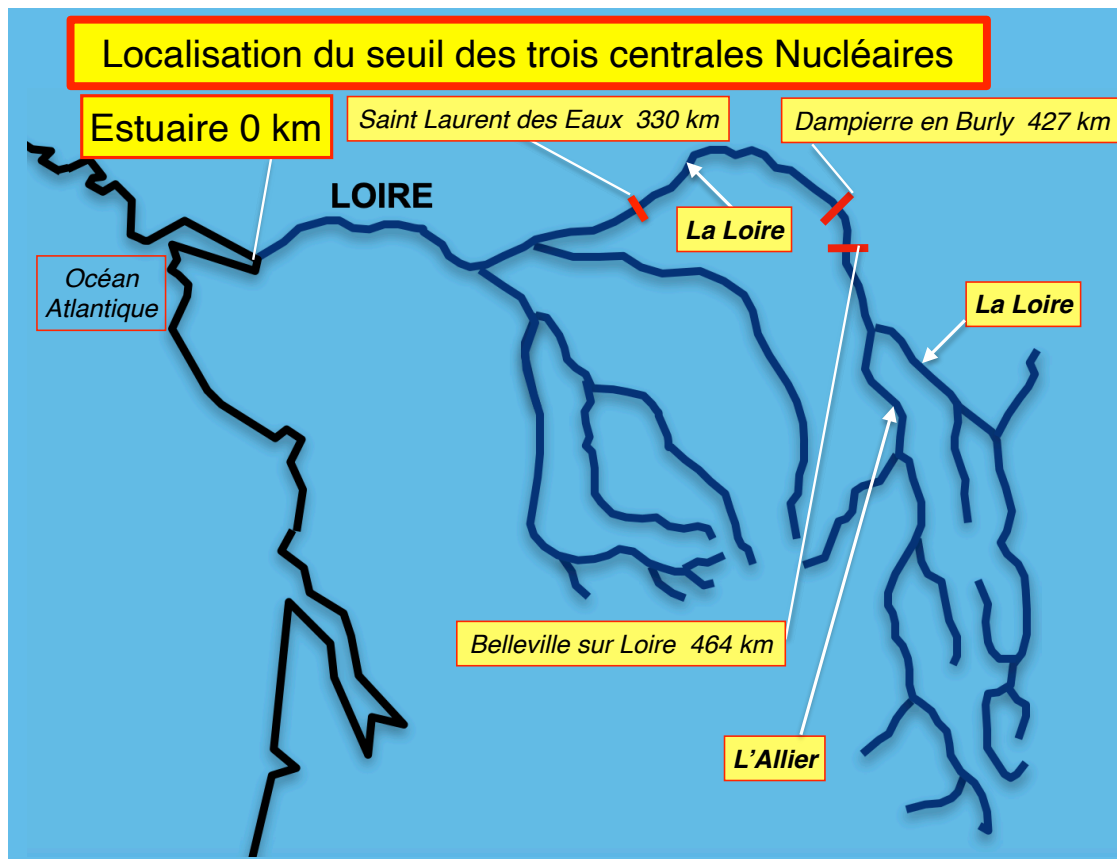 Localisation du seuil des trois centrales Nucléaires
Estuaire 0 km
Saint Laurent des Eaux 330 km
Dampierre en Burly 427 km
LOIRE
La Loire
Océan
Atlantique
La Loire
Belleville sur Loire 464 km
L'Allier